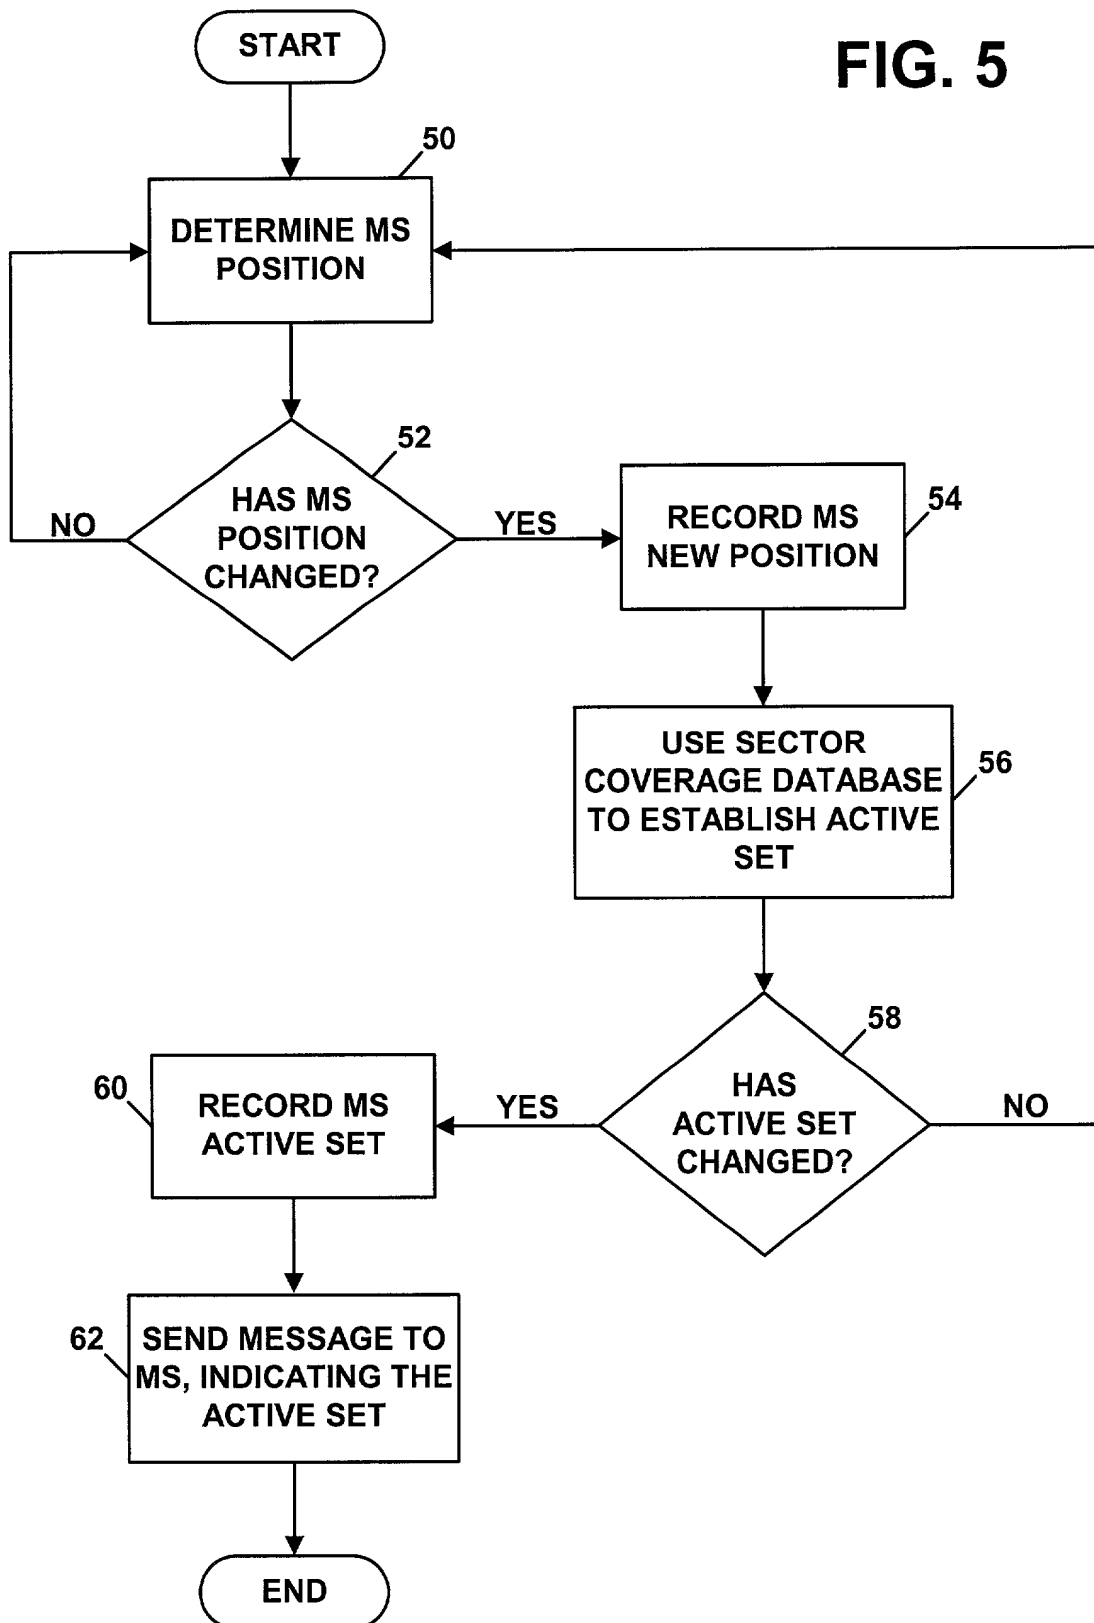 START
FIG. 5
50
DETERMINE MS
POSITION
52
HAS MS
POSITION
CHANGED?
NO
YES
54
RECORD MS
NEW POSITION
56
USE SECTOR
COVERAGE DATABASE
TO ESTABLISH ACTIVE
SET
58
HAS
ACTIVE SET
CHANGED?
YES
NO
60
RECORD MS
ACTIVE SET
62
SEND MESSAGE TO
MS, INDICATING THE
ACTIVE SET
END